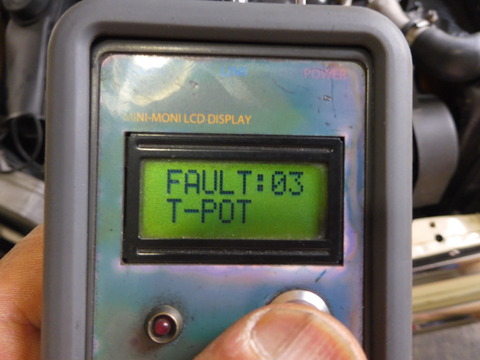 POWER
MINI-MONI LCD DISPLAY
FAULT:03
T-POT